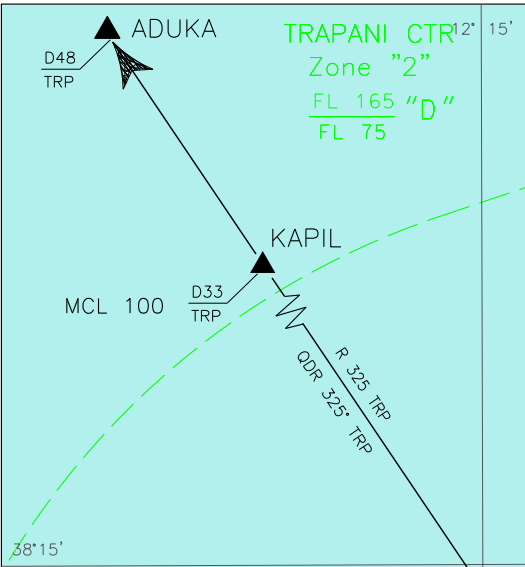 ADUKA
D48
TRP
TRAPANI CTR
Zone "2"
FL 165 "D"
FL 75
12° 15'
KAPIL
D33
TRP
MCL 100
R 325 TRP
QDR 325° TRP
38°15'